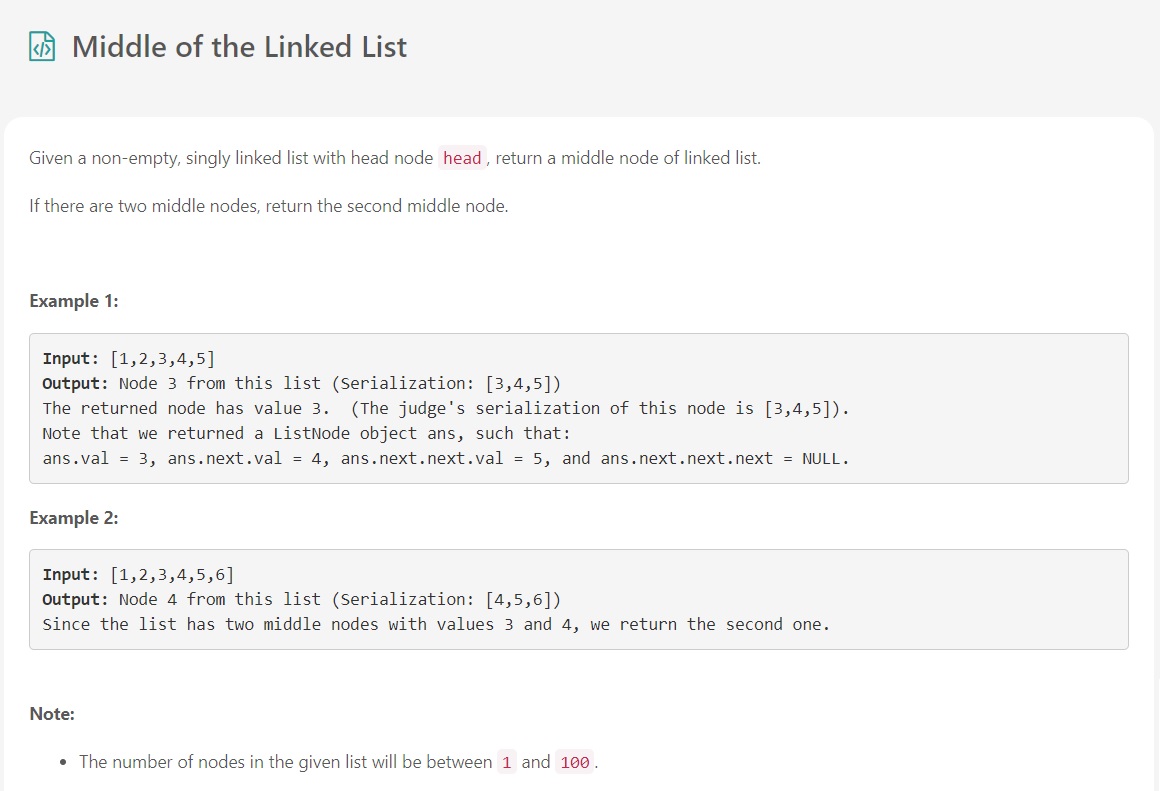 Middle of the Linked List
Given a non-empty, singly linked list with head node head, return a middle node of linked list.
If there are two middle nodes, return the second middle node.
Example 1:
Input: [1,2,3,4,5]
Output: Node 3 from this list (Serialization: [3,4,5])
The returned node has value 3.  (The judge's serialization of this node is [3,4,5]).
Note that we returned a ListNode object ans, such that:
ans.val = 3, ans.next.val = 4, ans.next.next.val = 5, and ans.next.next.next = NULL.
Example 2:
Input: [1,2,3,4,5,6]
Output: Node 4 from this list (Serialization: [4,5,6])
Since the list has two middle nodes with values 3 and 4, we return the second one.
Note:
• The number of nodes in the given list will be between 1 and 100.